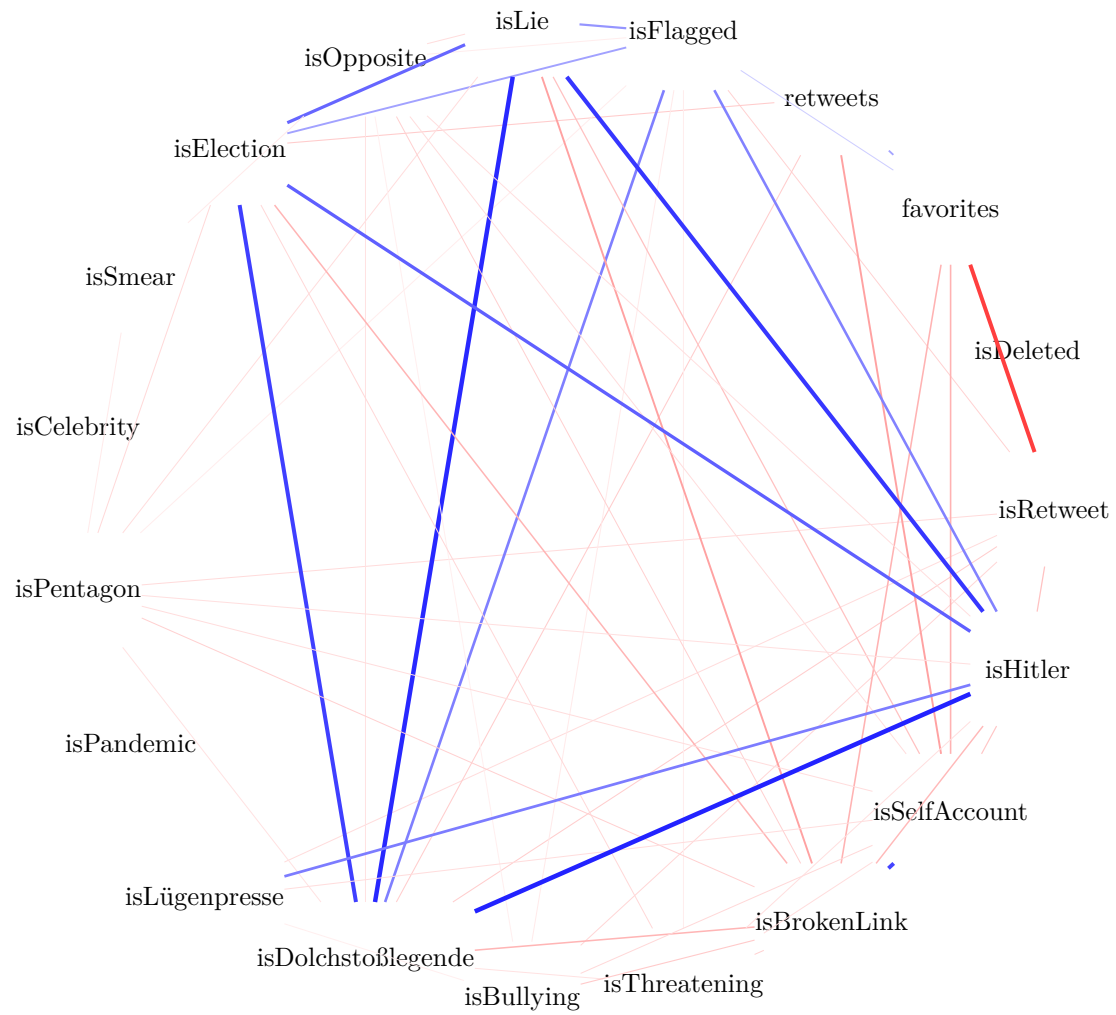 isLie
isFlagged
isOpposite
retweets
isElection
favorites
isSmear
isDeleted
isCelebrity
isRetweet
isPentagon
isHitler
isPandemic
isSelfAccount
isLügenpresse
isBrokenLink
isDolchstoßlegende
isThreatening
isBullying